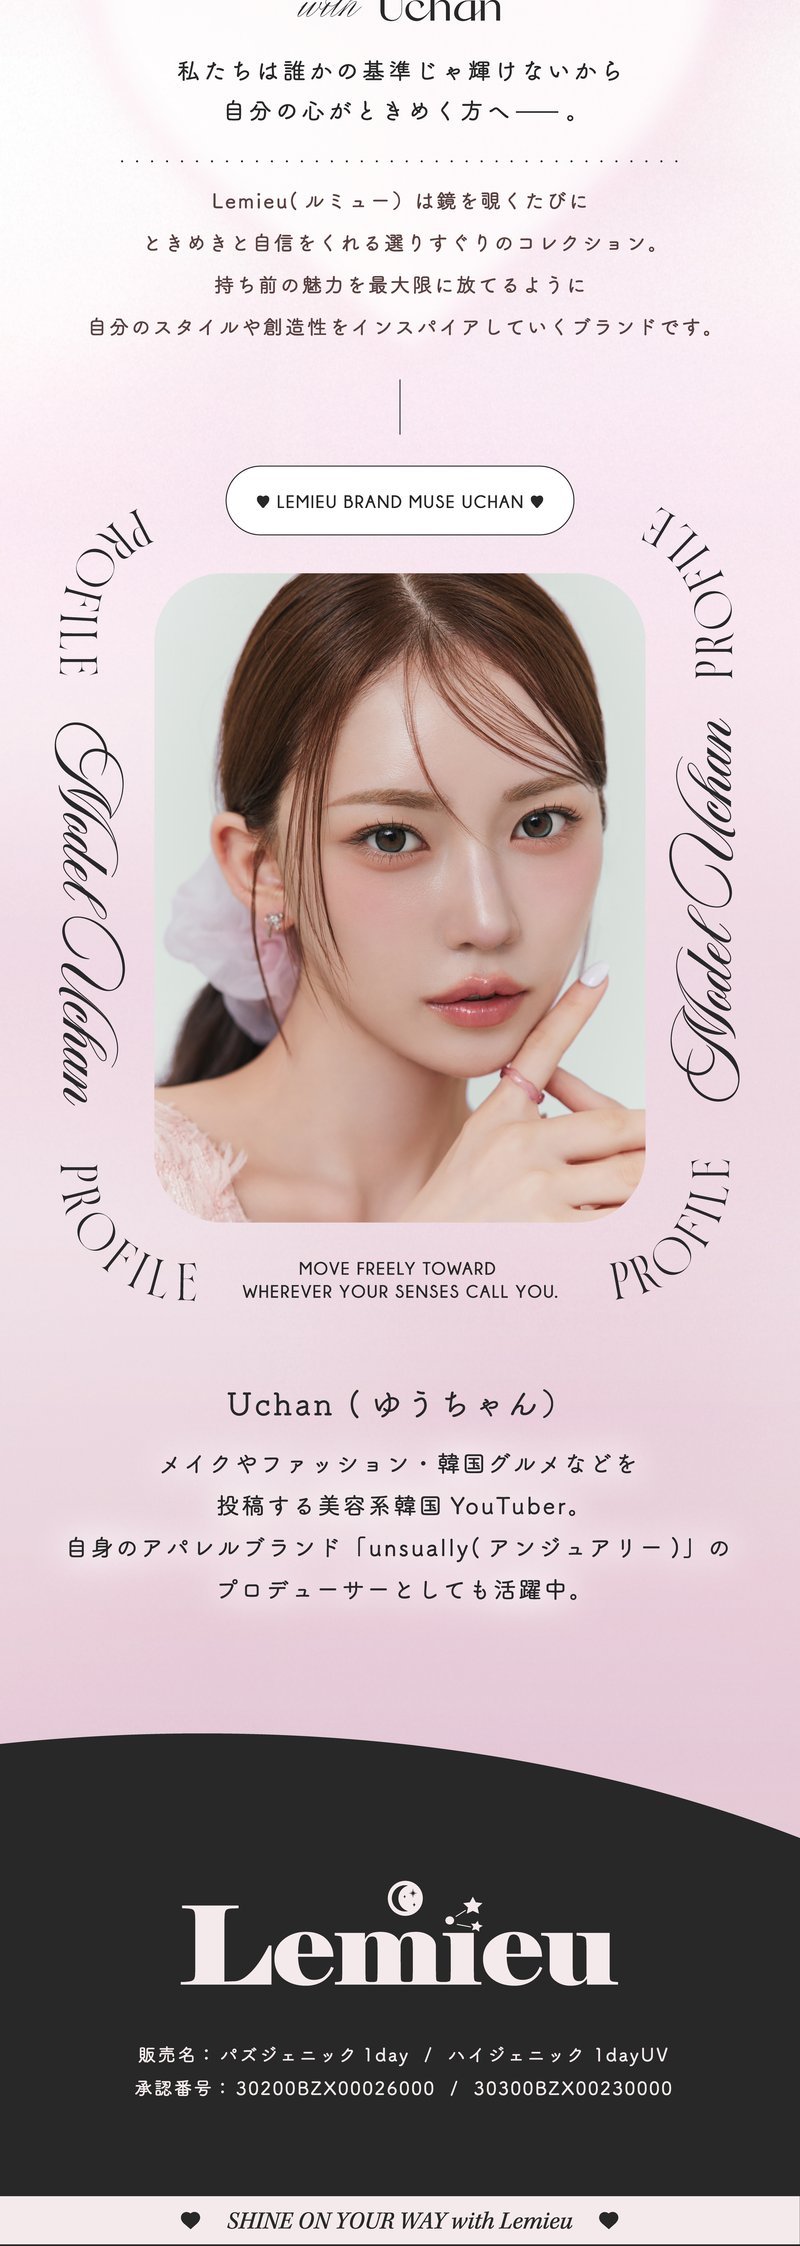 with Uchan
私たちは誰かの基準じゃ輝けないから
自分の心がときめく方へ——。
Lemieu(ルミュー）は鏡を覗くたびに
ときめきと自信をくれる選りすぐりのコレクション。
持ち前の魅力を最大限に放てるように
自分のスタイルや創造性をインスパイアしていくブランドです。
♥ LEMIEU BRAND MUSE UCHAN ♥
PROFILE
Model Uchan
PROFILE
PROFILE
Model Uchan
PROFILE
MOVE FREELY TOWARD
WHEREVER YOUR SENSES CALL YOU.
Uchan（ゆうちゃん）
メイクやファッション・韓国グルメなどを
投稿する美容系韓国 YouTuber。
自身のアパレルブランド「unsually(アンジュアリー)」の
プロデューサーとしても活躍中。
Lemieu
販売名：パズジェニック 1day / ハイジェニック 1dayUV
承認番号：30200BZX00026000 / 30300BZX00230000
♥ SHINE ON YOUR WAY with Lemieu ♥